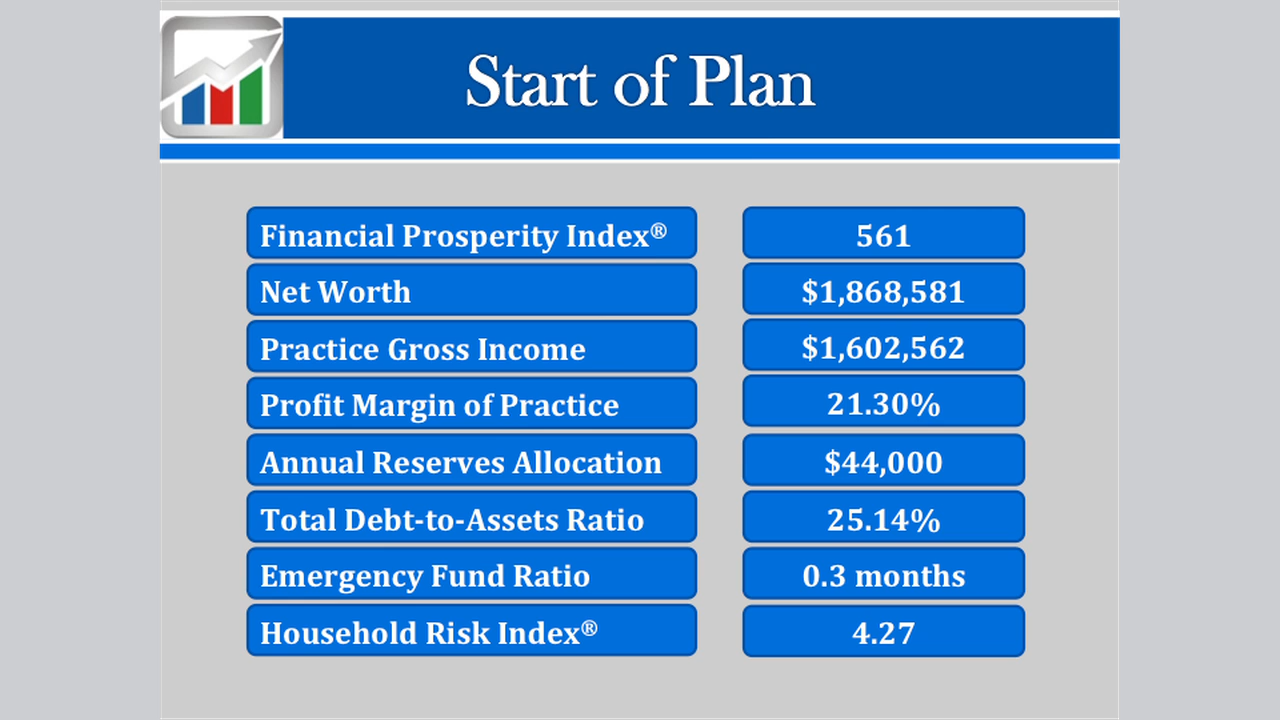 Start of Plan
Financial Prosperity Index® 561
Net Worth $1,868,581
Practice Gross Income $1,602,562
Profit Margin of Practice 21.30%
Annual Reserves Allocation $44,000
Total Debt-to-Assets Ratio 25.14%
Emergency Fund Ratio 0.3 months
Household Risk Index® 4.27